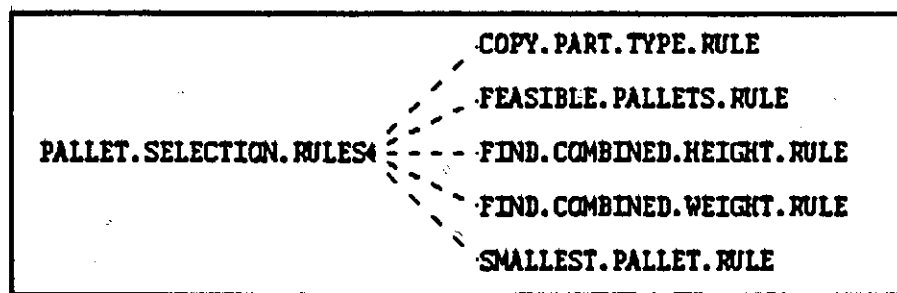 COPY.PART.TYPE.RULE
FEASIBLE.PALLETS.RULE
PALLET.SELECTION.RULES
FIND.COMBINED.HEIGHT.RULE
FIND.COMBINED.WEIGHT.RULE
SMALLEST.PALLET.RULE